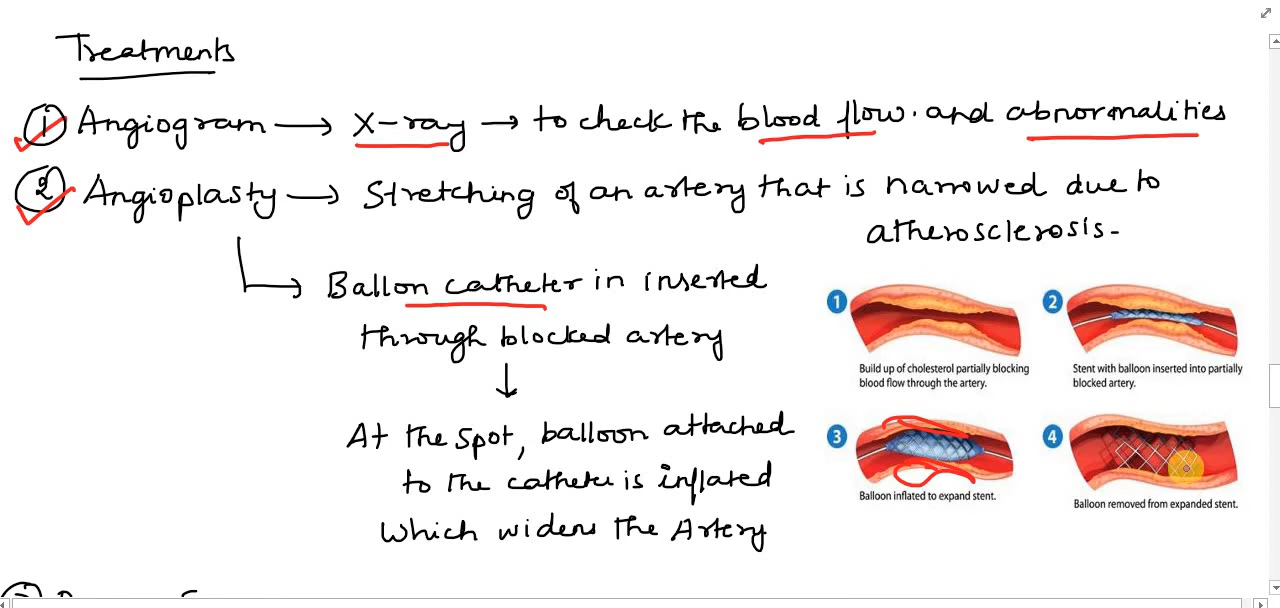 Treatments
① Angiogram → X-ray → to check the blood flow. and abnormalities
② Angioplasty → Stretching of an artery that is narrowed due to
atherosclerosis-
Ballon catheter in inserted
through blocked artery
↓
At the spot, balloon attached
to the catheter is inflated
which widens the Artery
1
Build up of cholesterol partially blocking
blood flow through the artery.
2
Stent with balloon inserted into partially
blocked artery.
3
Balloon inflated to expand stent.
4
Balloon removed from expanded stent.